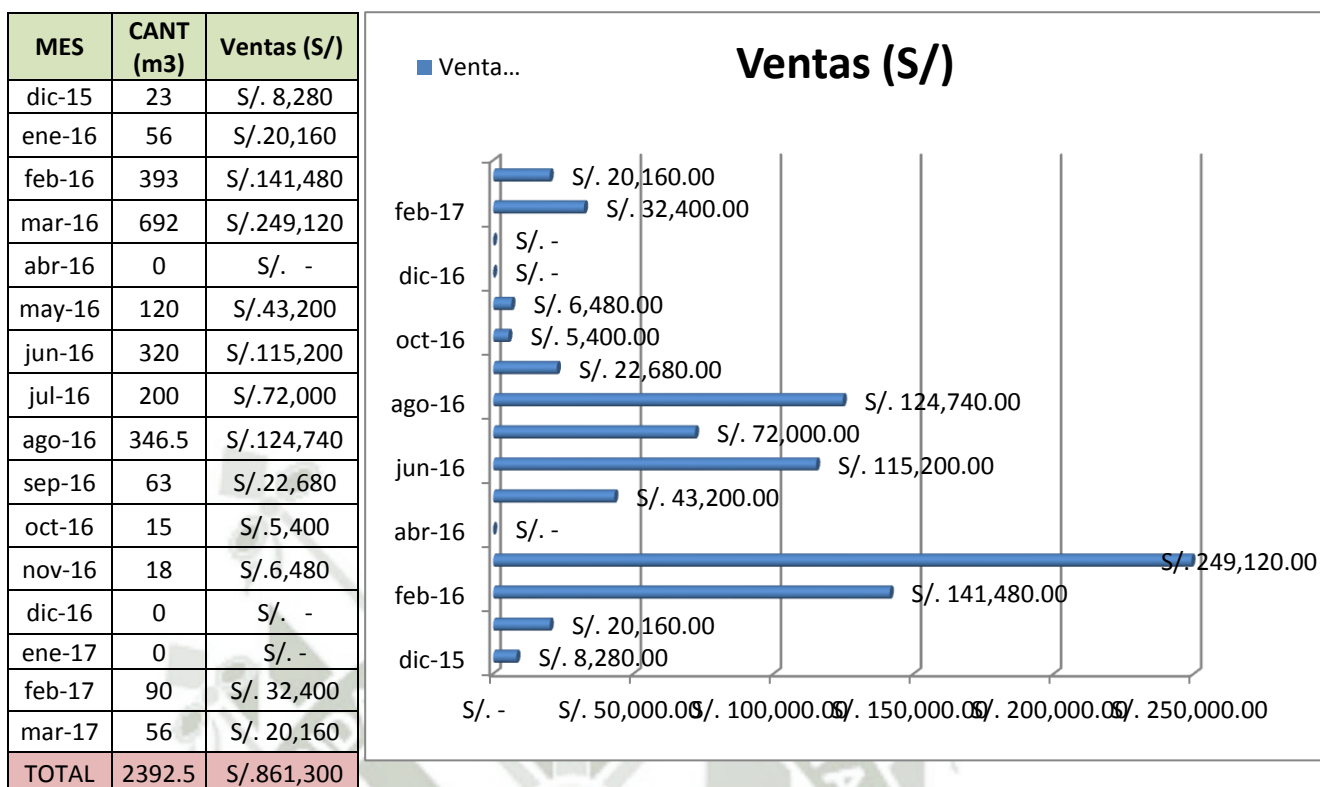 MES CANT (m3) Ventas (S/)
dic-15 23 S/. 8,280
ene-16 56 S/.20,160
feb-16 393 S/.141,480
mar-16 692 S/.249,120
abr-16 0 S/. -
may-16 120 S/.43,200
jun-16 320 S/.115,200
jul-16 200 S/.72,000
ago-16 346.5 S/.124,740
sep-16 63 S/.22,680
oct-16 15 S/.5,400
nov-16 18 S/.6,480
dic-16 0 S/. -
ene-17 0 S/. -
feb-17 90 S/. 32,400
mar-17 56 S/. 20,160
TOTAL 2392.5 S/.861,300
Venta...
Ventas (S/)
S/. 20,160.00
feb-17 S/. 32,400.00
S/. -
dic-16 S/. -
S/. 6,480.00
oct-16 S/. 5,400.00
S/. 22,680.00
ago-16 S/. 124,740.00
S/. 72,000.00
jun-16 S/. 115,200.00
S/. 43,200.00
abr-16 S/. -
S/. 249,120.00
feb-16 S/. 141,480.00
S/. 20,160.00
dic-15 S/. 8,280.00
S/. - S/. 50,000.00 S/. 100,000.00 S/. 150,000.00 S/. 200,000.00 S/. 250,000.00